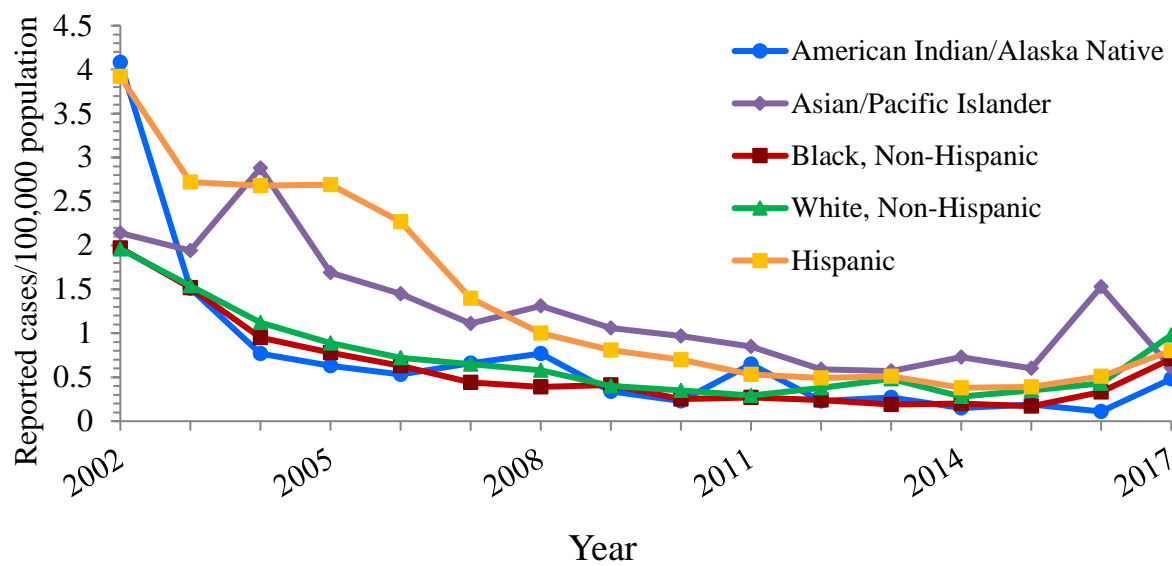 Reported cases/100,000 population
4.5
4
3.5
3
2.5
2
1.5
1
0.5
0
American Indian/Alaska Native
Asian/Pacific Islander
Black, Non-Hispanic
White, Non-Hispanic
Hispanic
2002
2005
2008
2011
2014
2017
Year